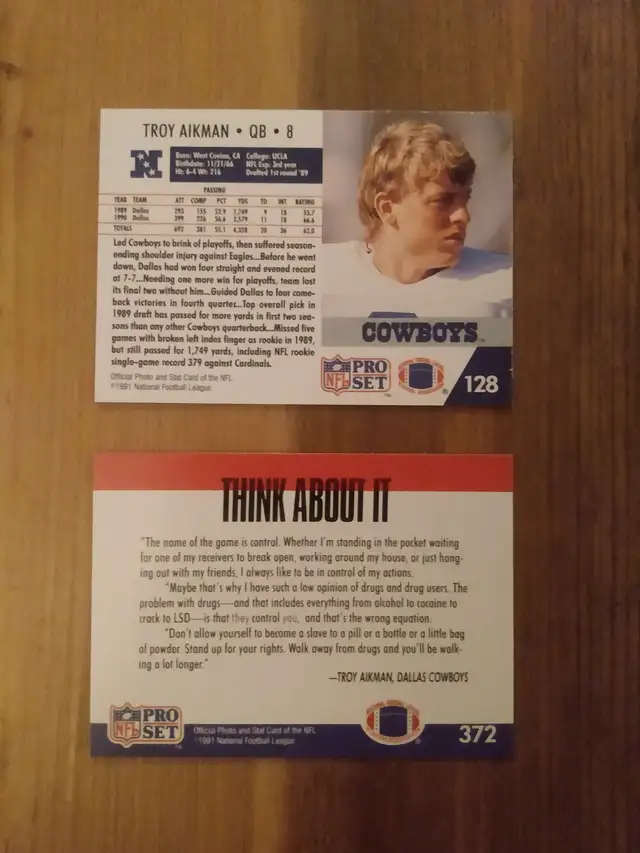 TROY AIKMAN • QB • 8
N
Born: West Covina, CA College: UCLA
Birthdate: 11/21/66 NFL Exp: 3rd year
Ht: 6-4 Wt: 216 Drafted 1st round '89
PASSING
YEAR TEAM ATT COMP PCT YDS TD INT RATING
1989 Dallas 293 155 52.9 1,749 9 18 55.7
1990 Dallas 399 226 56.6 2,579 11 18 66.6
TOTALS 692 381 55.1 4,328 20 36 62.0
Led Cowboys to brink of playoffs, then suffered season-
ending shoulder injury against Eagles...Before he went
down, Dallas had won four straight and evened record
at 7-7...Needing one more win for playoffs, team lost
its final two without him...Guided Dallas to four come-
back victories in fourth quarter...Top overall pick in
1989 draft has passed for more yards in first two sea-
sons than any other Cowboys quarterback...Missed five
games with broken left index finger as rookie in 1989,
but still passed for 1,749 yards, including NFL rookie
single-game record 379 against Cardinals.
Official Photo and Stat Card of the NFL
©1991 National Football League
COWBOYS
NFL PRO SET
128
THINK ABOUT IT
"The name of the game is control. Whether I'm standing in the pocket waiting
for one of my receivers to break open, working around my house, or just hang-
ing out with my friends, I always like to be in control of my actions.
"Maybe that's why I have such a low opinion of drugs and drug users. The
problem with drugs—and that includes everything from alcohol to cocaine to
crack to LSD—is that they control you, and that's the wrong equation.
"Don't allow yourself to become a slave to a pill or a bottle or a little bag
of powder. Stand up for your rights. Walk away from drugs and you'll be walk-
ing a lot longer."
—TROY AIKMAN, DALLAS COWBOYS
NFL PRO SET
Official Photo and Stat Card of the NFL
©1991 National Football League
372